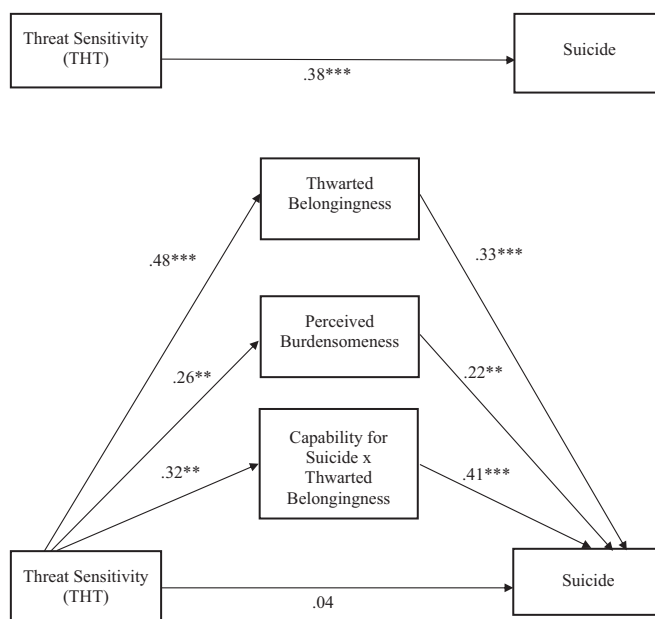 Threat Sensitivity
(THT)
Suicide
.38***
Thwarted
Belongingness
.48***
.33***
Perceived
Burdensomeness
.26**
.22**
Capability for
Suicide x
Thwarted
Belongingness
.32**
.41***
Threat Sensitivity
(THT)
Suicide
.04